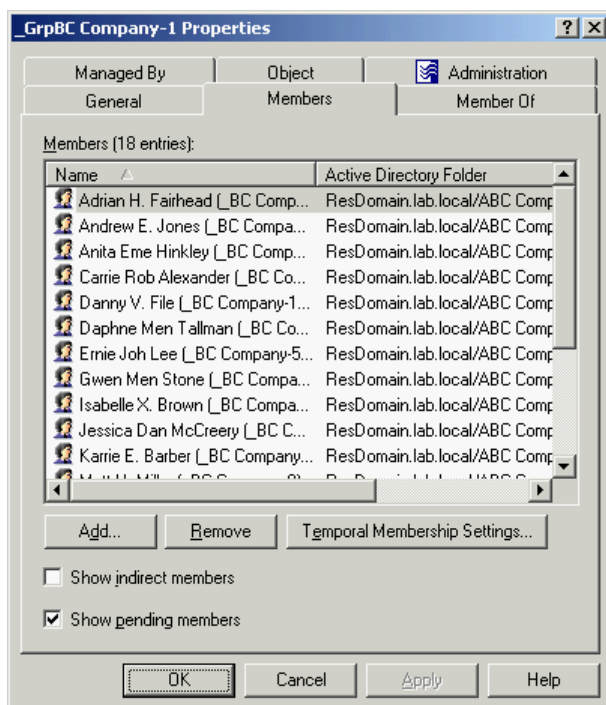 _GrpBC Company-1 Properties
Managed By Object Administration
General Members Member Of
Members (18 entries):
Name Active Directory Folder
Adrian H. Fairhead (_BC Comp... ResDomain.lab.local/ABC Comp
Andrew E. Jones (_BC Compa... ResDomain.lab.local/ABC Comp
Anita Eme Hinkley (_BC Comp... ResDomain.lab.local/ABC Comp
Carrie Rob Alexander (_BC Co... ResDomain.lab.local/ABC Comp
Danny V. File (_BC Company-1... ResDomain.lab.local/ABC Comp
Daphne Men Tallman (_BC Co... ResDomain.lab.local/ABC Comp
Ernie Joh Lee (_BC Company-5... ResDomain.lab.local/ABC Comp
Gwen Men Stone (_BC Compa... ResDomain.lab.local/ABC Comp
Isabelle X. Brown (_BC Compa... ResDomain.lab.local/ABC Comp
Jessica Dan McCreery (_BC C... ResDomain.lab.local/ABC Comp
Karrie E. Barber (_BC Company... ResDomain.lab.local/ABC Comp
Add... Remove Temporal Membership Settings...
Show indirect members
Show pending members
OK Cancel Apply Help